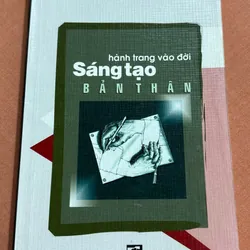 hành trang vào đời
Sáng tạo
BẢN THÂN